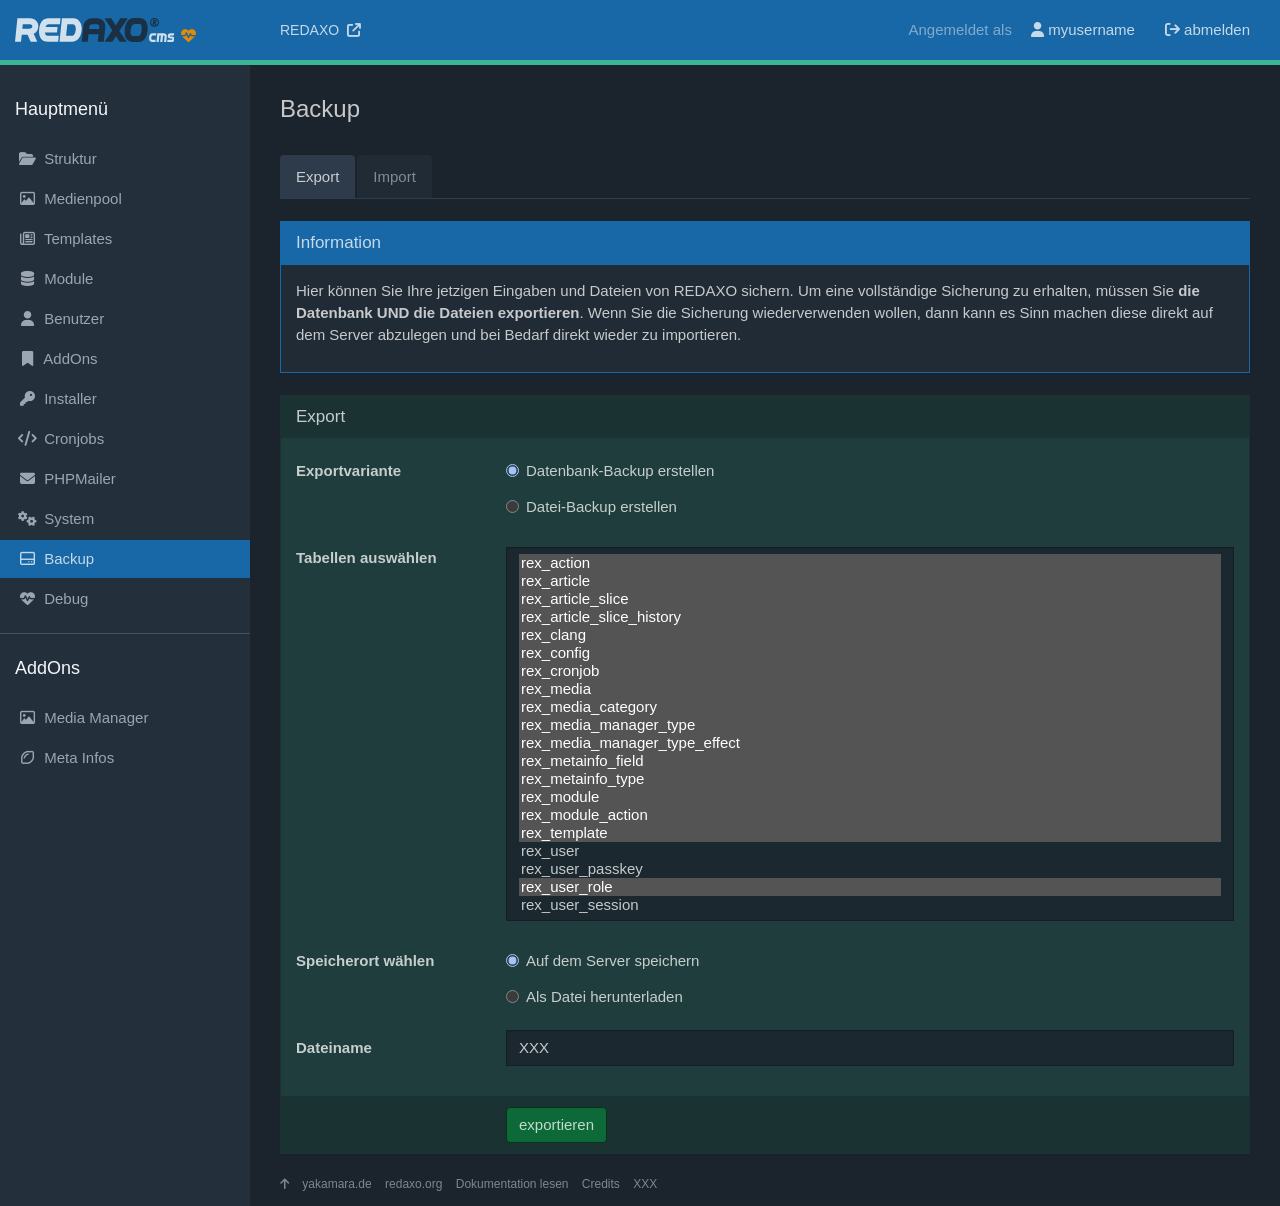 REDAXO® cms
REDAXO
Angemeldet als myusername abmelden
Hauptmenü
Struktur
Medienpool
Templates
Module
Benutzer
AddOns
Installer
Cronjobs
PHPMailer
System
Backup
Debug
AddOns
Media Manager
Meta Infos
Backup
Export Import
Information
Hier können Sie Ihre jetzigen Eingaben und Dateien von REDAXO sichern. Um eine vollständige Sicherung zu erhalten, müssen Sie die
Datenbank UND die Dateien exportieren. Wenn Sie die Sicherung wiederverwenden wollen, dann kann es Sinn machen diese direkt auf
dem Server abzulegen und bei Bedarf direkt wieder zu importieren.
Export
Exportvariante
Datenbank-Backup erstellen
Datei-Backup erstellen
Tabellen auswählen
rex_action
rex_article
rex_article_slice
rex_article_slice_history
rex_clang
rex_config
rex_cronjob
rex_media
rex_media_category
rex_media_manager_type
rex_media_manager_type_effect
rex_metainfo_field
rex_metainfo_type
rex_module
rex_module_action
rex_template
rex_user
rex_user_passkey
rex_user_role
rex_user_session
Speicherort wählen
Auf dem Server speichern
Als Datei herunterladen
Dateiname
XXX
exportieren
yakamara.de redaxo.org Dokumentation lesen Credits XXX